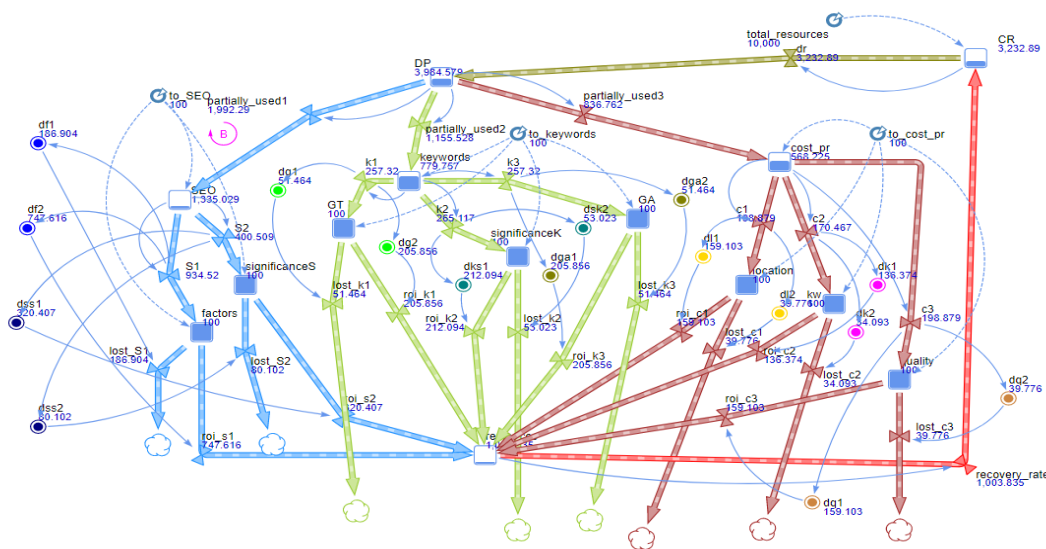 total_resources
10,000
dr
3,232.89
CR
3,232.89
DP
3,984.579
to_SEO
100
partially_used1
1,992.29
B
partially_used3
836.762
df1
186.904
partially_used2
1,155.528
to_keywords
100
to_cost_pr
100
k1
257.32
keywords
779.757
k3
257.32
cost_pr
568.225
dg1
51.464
dga2
51.464
df2
747.616
SEO
1,335.029
GT
100
k2
265.117
dsk2
53.023
GA
100
c1
198.879
c2
170.467
S2
400.509
dg2
205.856
significanceK
100
dl1
159.103
S1
934.52
significanceS
100
dks1
212.094
dga1
205.856
location
100
dk1
136.374
dss1
320.407
lost_k1
51.464
roi_k1
205.856
lost_k3
51.464
dl2
39.776
kw
100
c3
198.879
factors
100
roi_k2
212.094
lost_k2
53.023
roi_c1
159.103
dk2
34.093
lost_c1
39.776
roi_c2
136.374
lost_S1
186.904
lost_S2
80.102
roi_k3
205.856
lost_c2
34.093
quality
100
dss2
80.102
roi_s2
320.407
roi_c3
159.103
dq2
39.776
lost_c3
39.776
roi_s1
747.616
recovery_rate
1,003.835
dq1
159.103